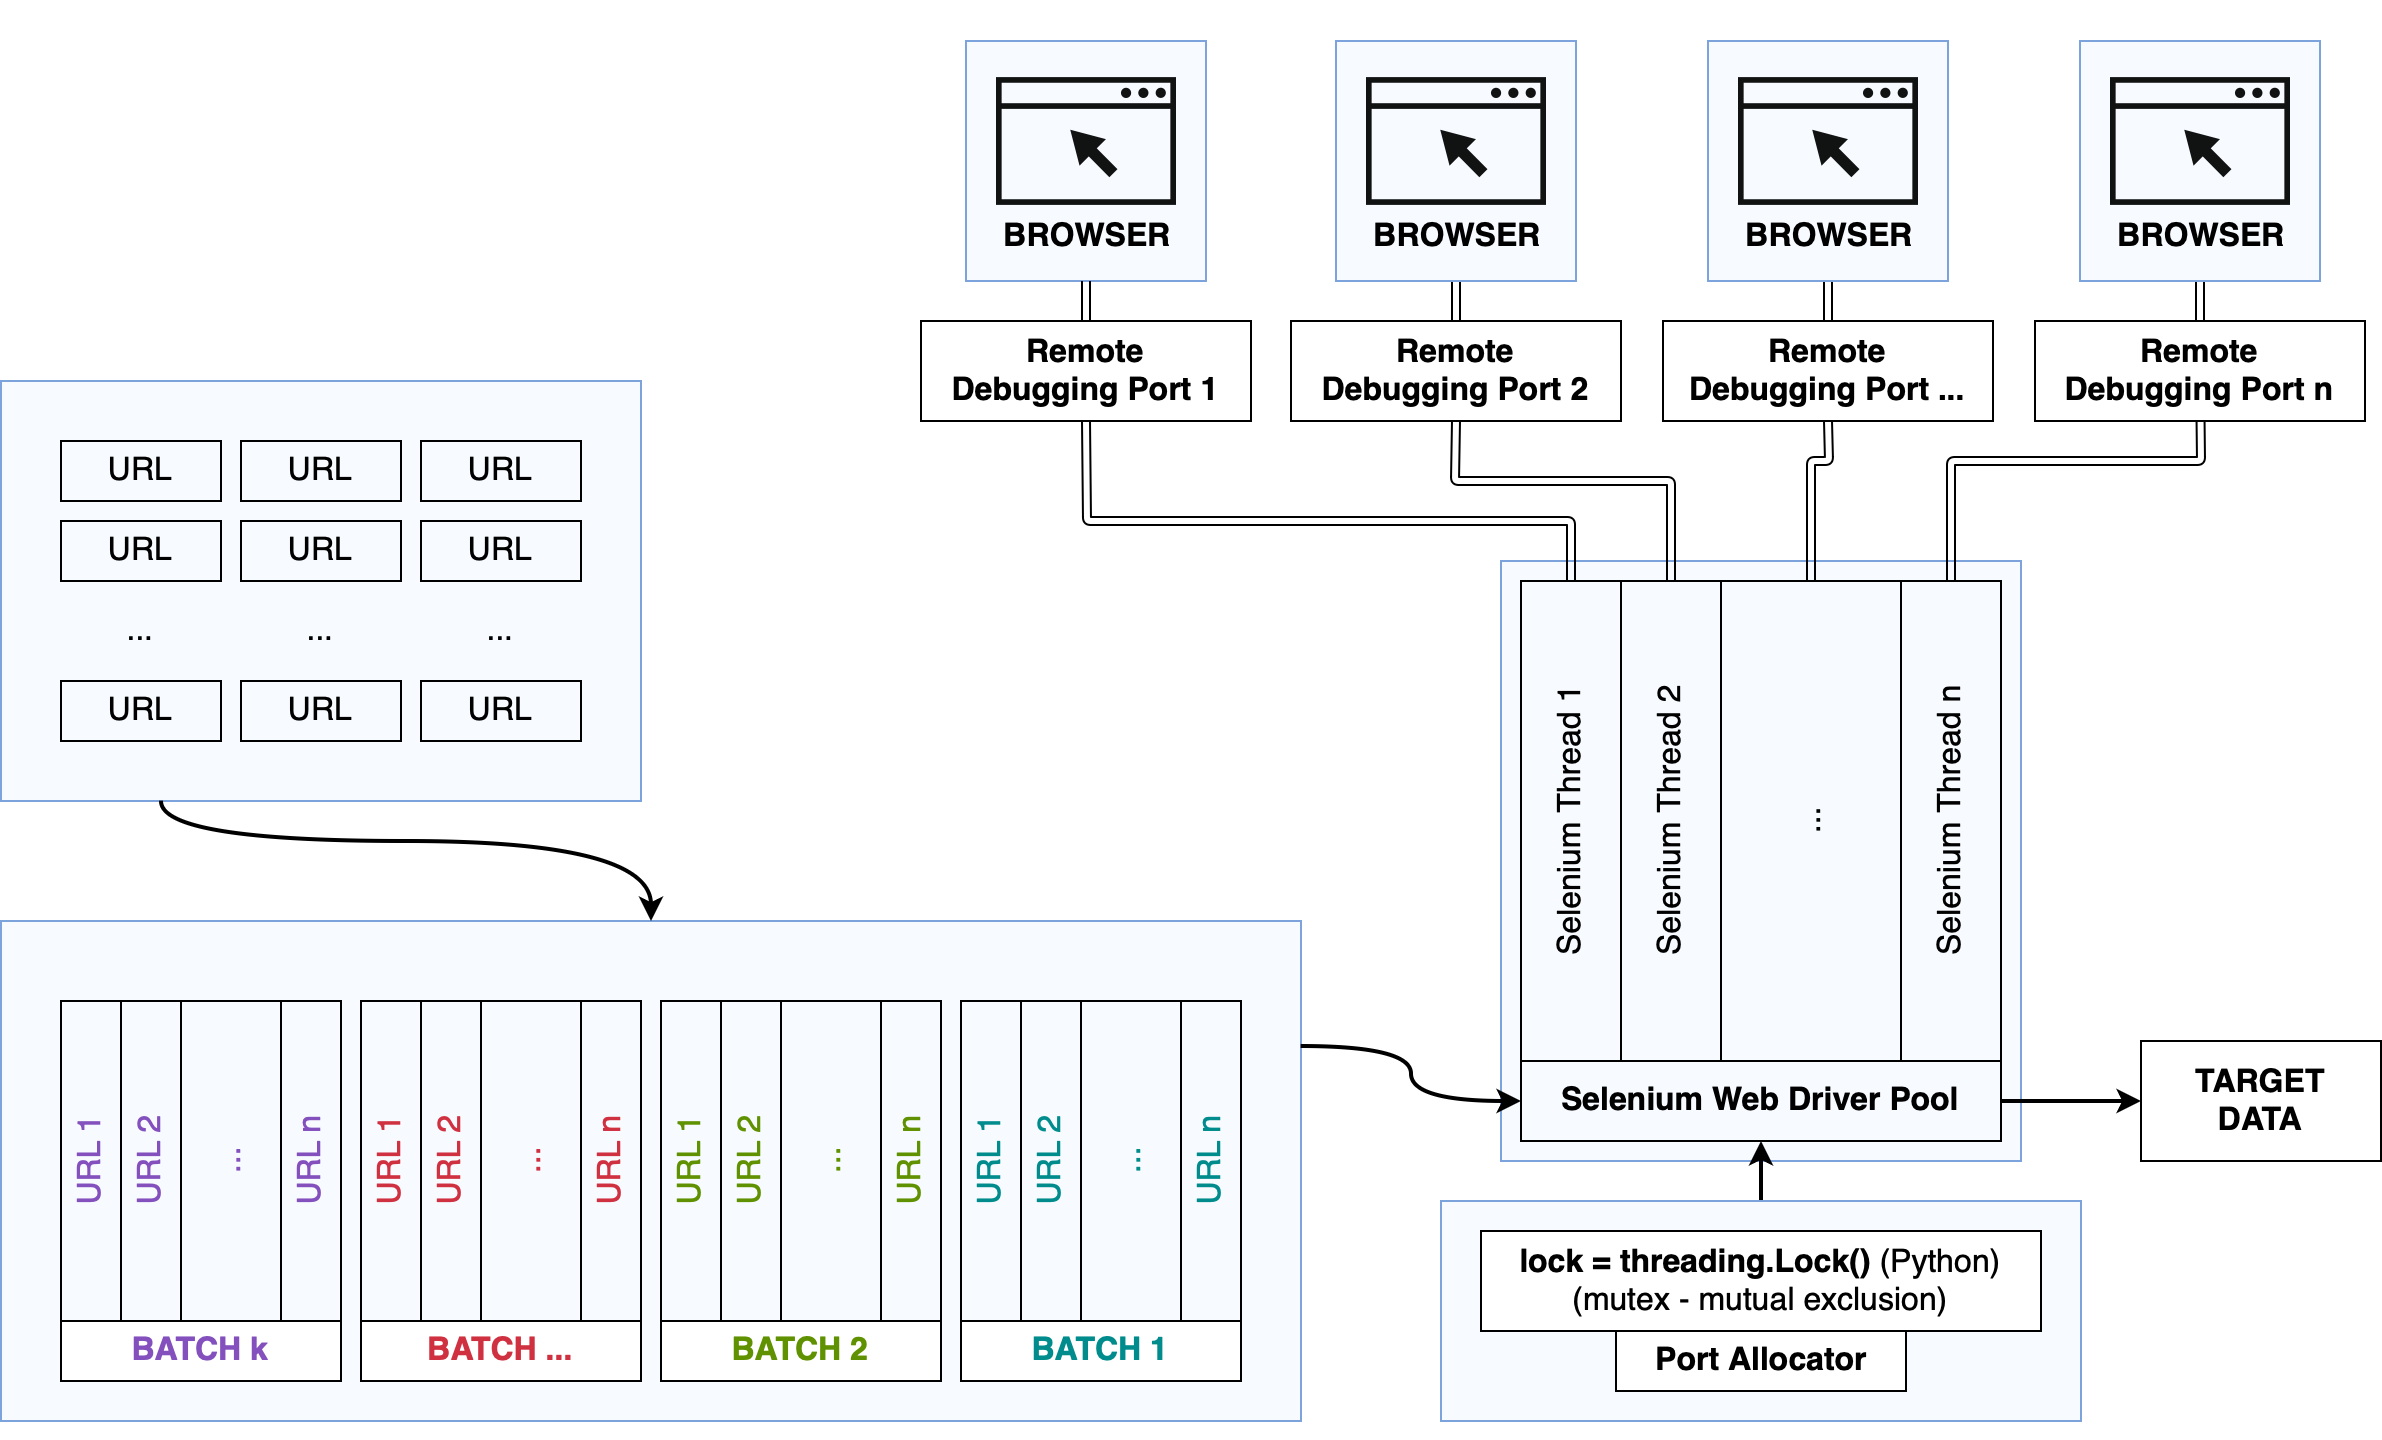 BROWSER
BROWSER
BROWSER
BROWSER
Remote
Debugging Port 1
Remote
Debugging Port 2
Remote
Debugging Port ...
Remote
Debugging Port n
URL
URL
URL
URL
URL
URL
...
...
...
URL
URL
URL
Selenium Thread 1
Selenium Thread 2
...
Selenium Thread n
Selenium Web Driver Pool
TARGET
DATA
URL 1
URL 2
...
URL n
BATCH k
URL 1
URL 2
...
URL n
BATCH ...
URL 1
URL 2
...
URL n
BATCH 2
URL 1
URL 2
...
URL n
BATCH 1
lock = threading.Lock() (Python)
(mutex - mutual exclusion)
Port Allocator